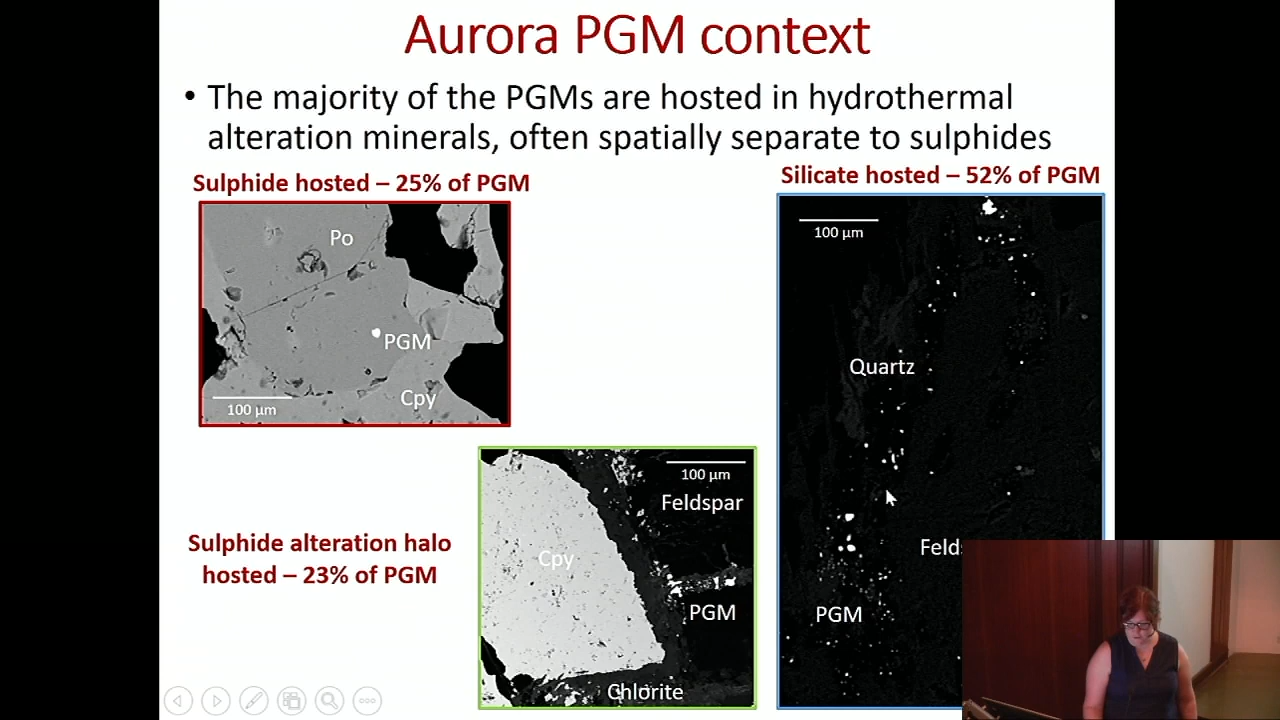 Aurora PGM context
• The majority of the PGMs are hosted in hydrothermal
alteration minerals, often spatially separate to sulphides
Sulphide hosted – 25% of PGM
Po
PGM
Cpy
100 µm
Silicate hosted – 52% of PGM
100 µm
Quartz
Felds
PGM
Sulphide alteration halo
hosted – 23% of PGM
100 µm
Feldspar
Cpy
PGM
Chlorite